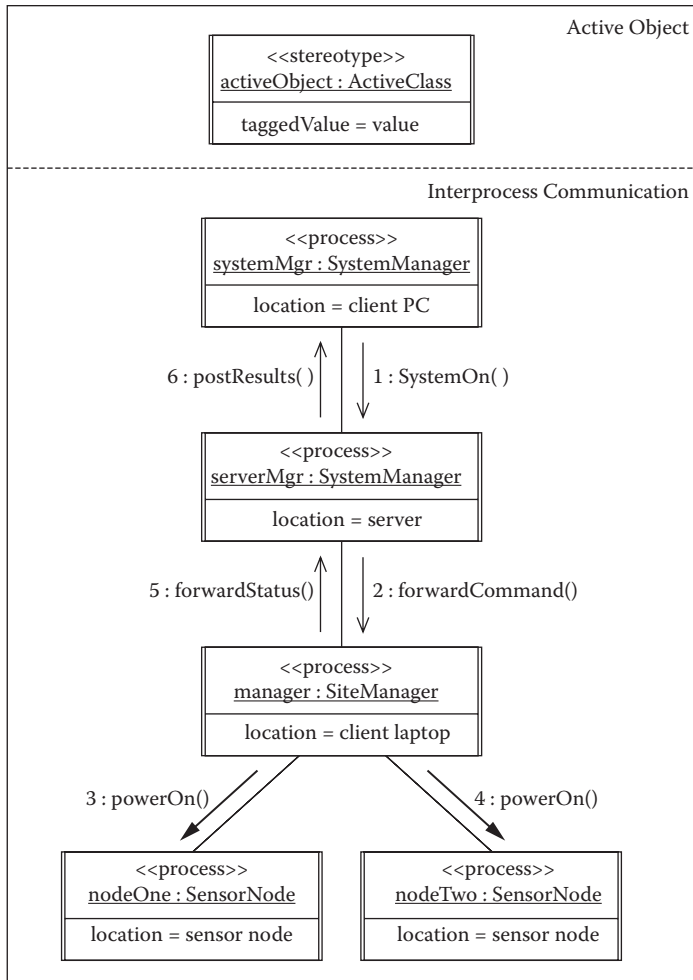 Active Object
<<stereotype>>
activeObject : ActiveClass
taggedValue = value
Interprocess Communication
<<process>>
systemMgr : SystemManager
location = client PC
6 : postResults( )
1 : SystemOn( )
<<process>>
serverMgr : SystemManager
location = server
5 : forwardStatus()
2 : forwardCommand()
<<process>>
manager : SiteManager
location = client laptop
3 : powerOn()
4 : powerOn()
<<process>>
nodeOne : SensorNode
location = sensor node
<<process>>
nodeTwo : SensorNode
location = sensor node